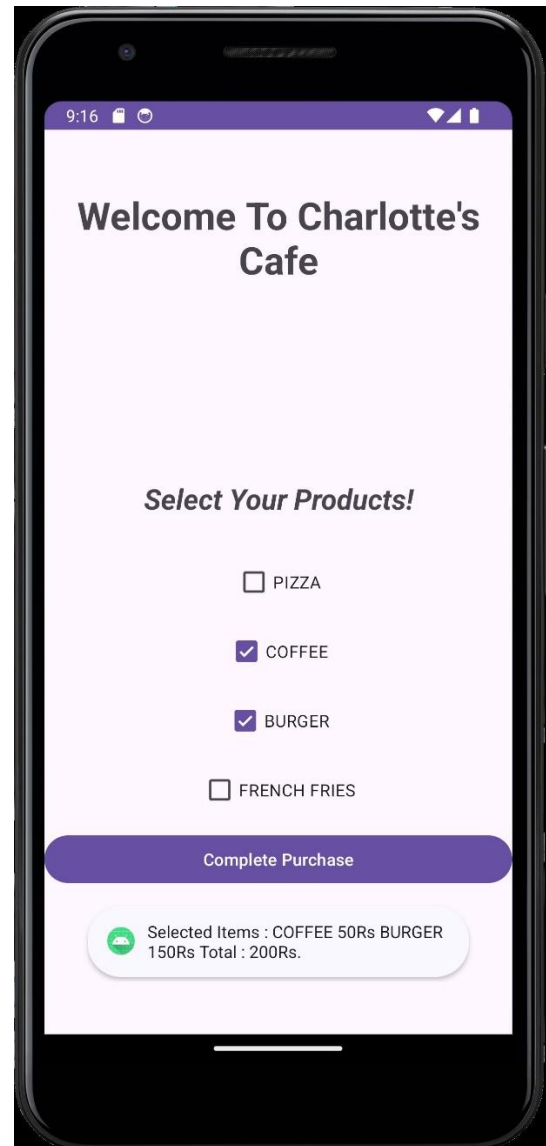 9:16
Welcome To Charlotte's
Cafe
Select Your Products!
PIZZA
COFFEE
BURGER
FRENCH FRIES
Complete Purchase
Selected Items : COFFEE 50Rs BURGER
150Rs Total : 200Rs.